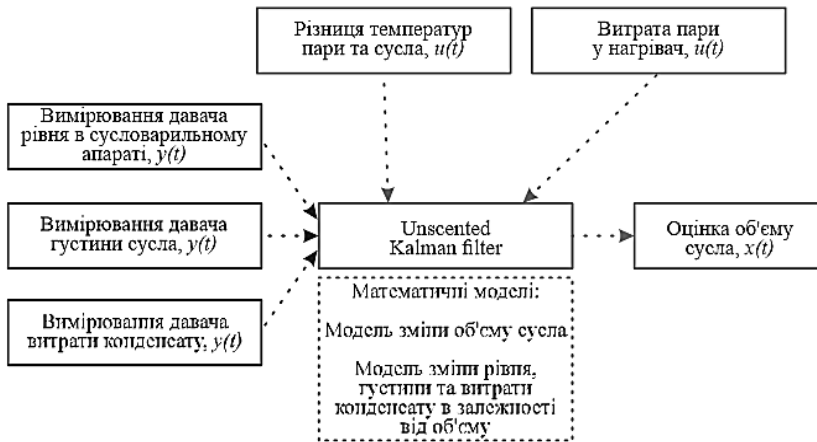 Різниця температур
пари та сусла, u(t)
Витрата пари
у нагрівач, u(t)
Вимірювання давача
рівня в сусловарильному
апараті, y(t)
Вимірювання давача
густини сусла, y(t)
Вимірювання давача
витрати конденсату, y(t)
Unscented
Kalman filter
Оцінка об'єму
сусла, x(t)
Математичні моделі:
Модель зміни об'єму сусла
Модель зміни рівня,
густини та витрати
конденсату в залежності
від об'єму